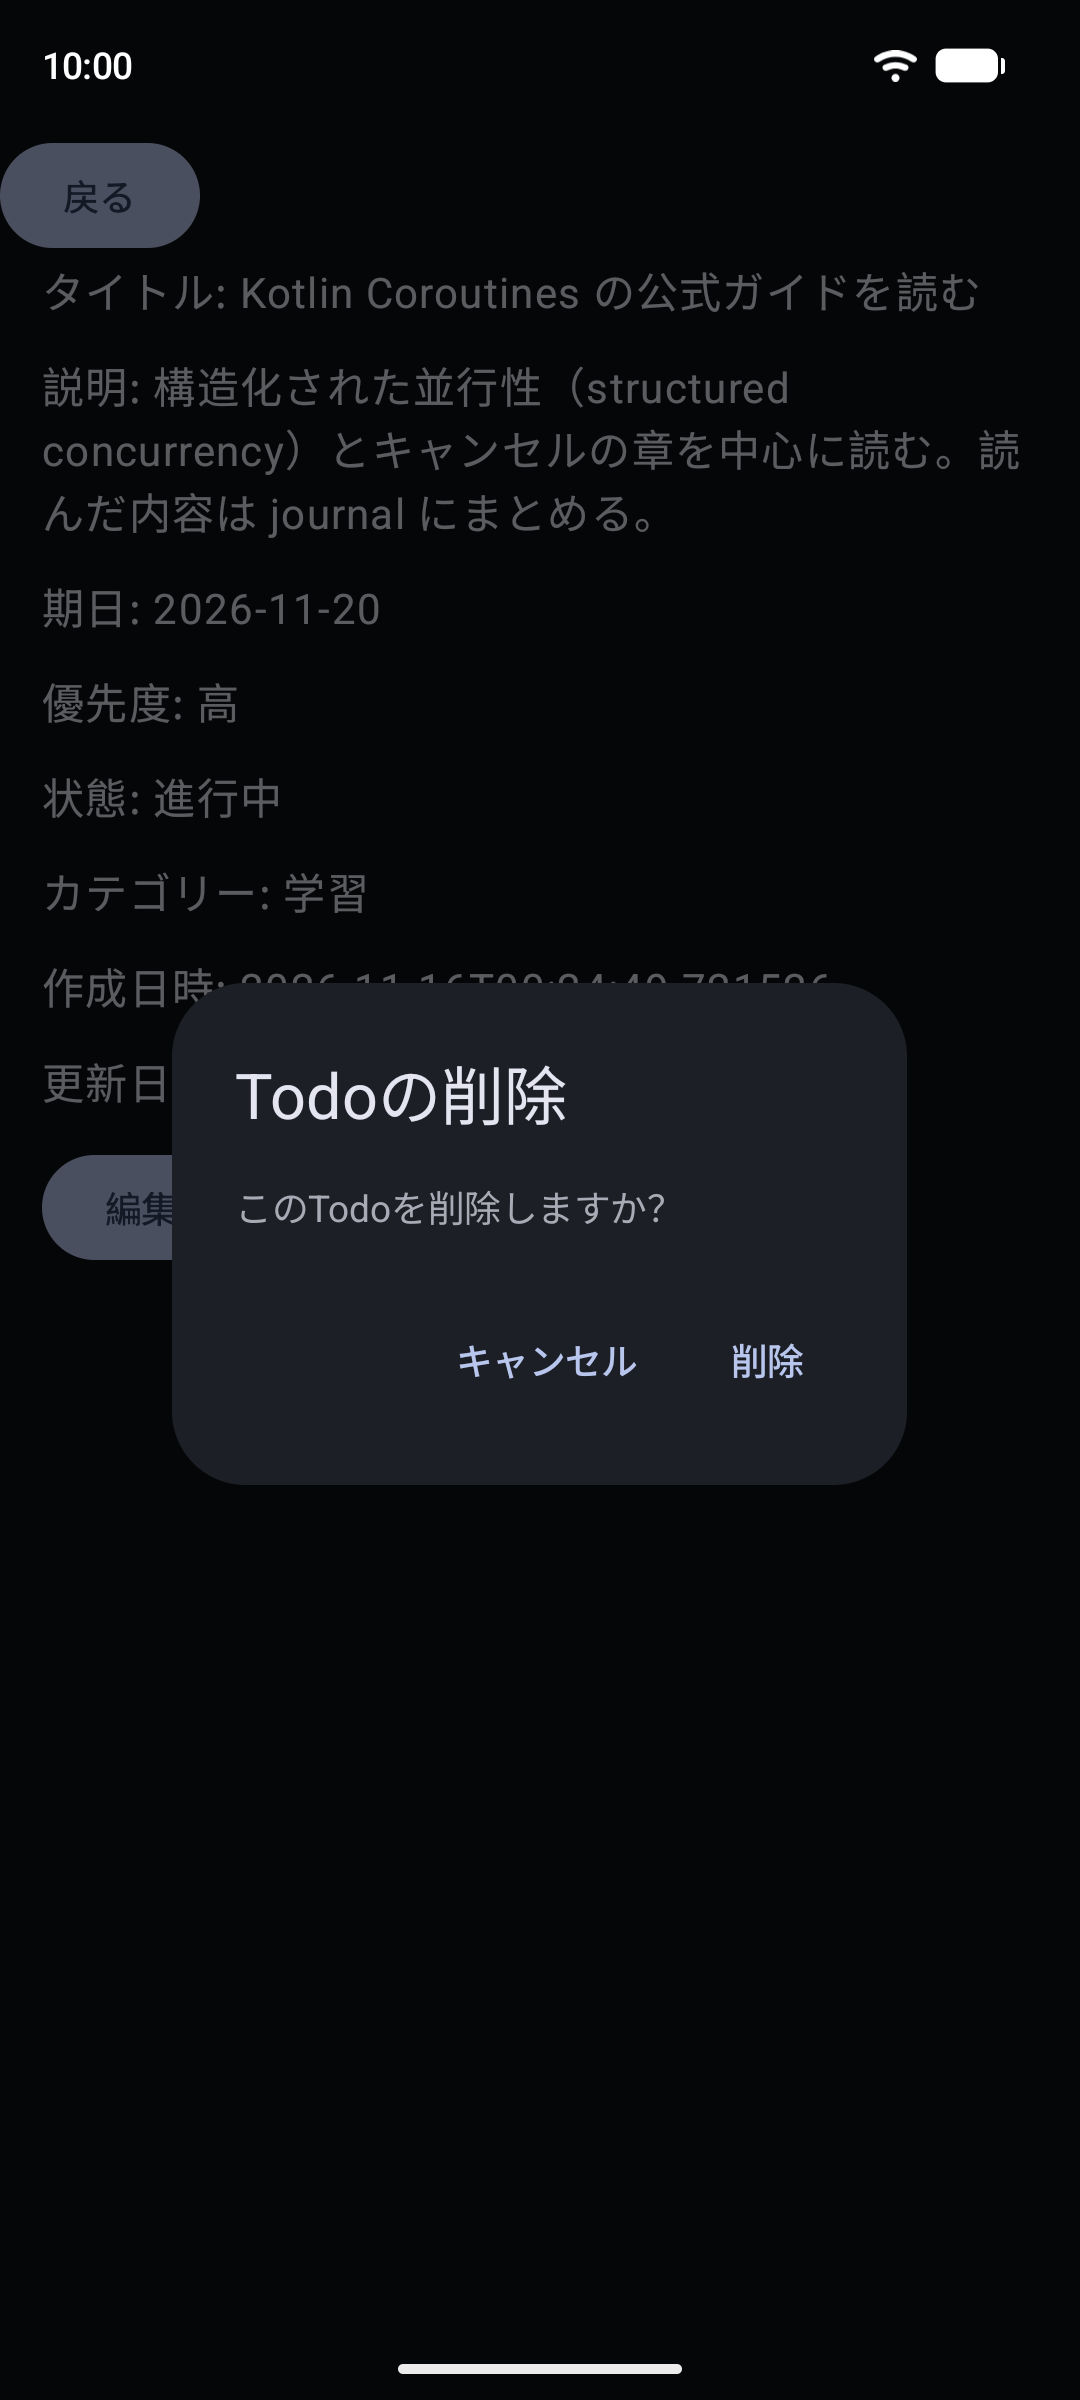 10:00
戻る
タイトル: Kotlin Coroutines の公式ガイドを読む
説明: 構造化された並行性（structured
concurrency）とキャンセルの章を中心に読む。読
んだ内容は journal にまとめる。
期日: 2026-11-20
優先度: 高
状態: 進行中
カテゴリー: 学習
作成日時:
更新日
編集
Todoの削除
このTodoを削除しますか?
キャンセル
削除